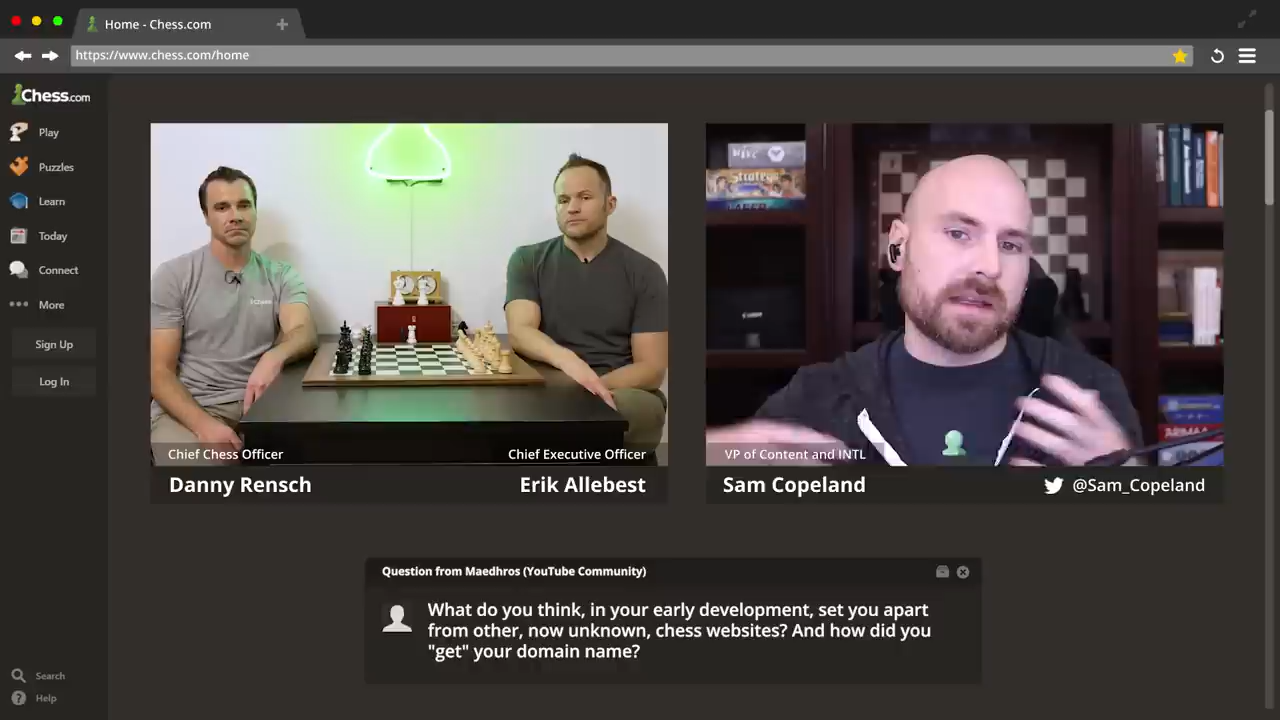 Home - Chess.com
https://www.chess.com/home
Chess.com
Play
Puzzles
Learn
Today
Connect
More
Sign Up
Log In
Search
Help
Stratego
Chief Chess Officer
Chief Executive Officer
Danny Rensch
Erik Allebest
VP of Content and INTL
Sam Copeland
@Sam_Copeland
Question from Maedhros (YouTube Community)
What do you think, in your early development, set you apart
from other, now unknown, chess websites? And how did you
"get" your domain name?